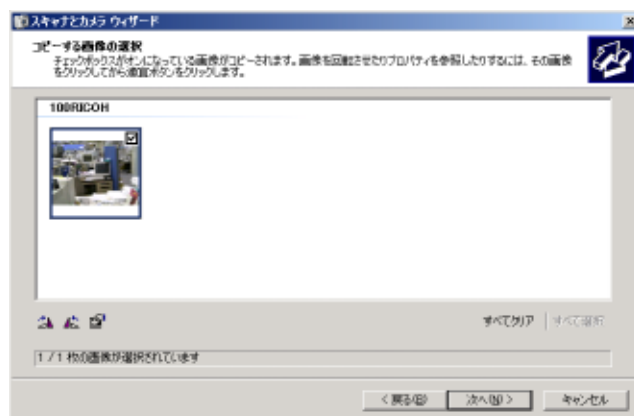 スキャナとカメラ ウィザード
コピーする画像の選択
チェックボックスがオンになっている画像がコピーされます。画像を回転させたりプロパティを参照したりするには、その画像
をクリックしてから適宜ボタンをクリックします。
100RICOH
すべてクリア すべて選択
1 / 1 枚の画像が選択されています
< 戻る(B) 次へ(N) > キャンセル